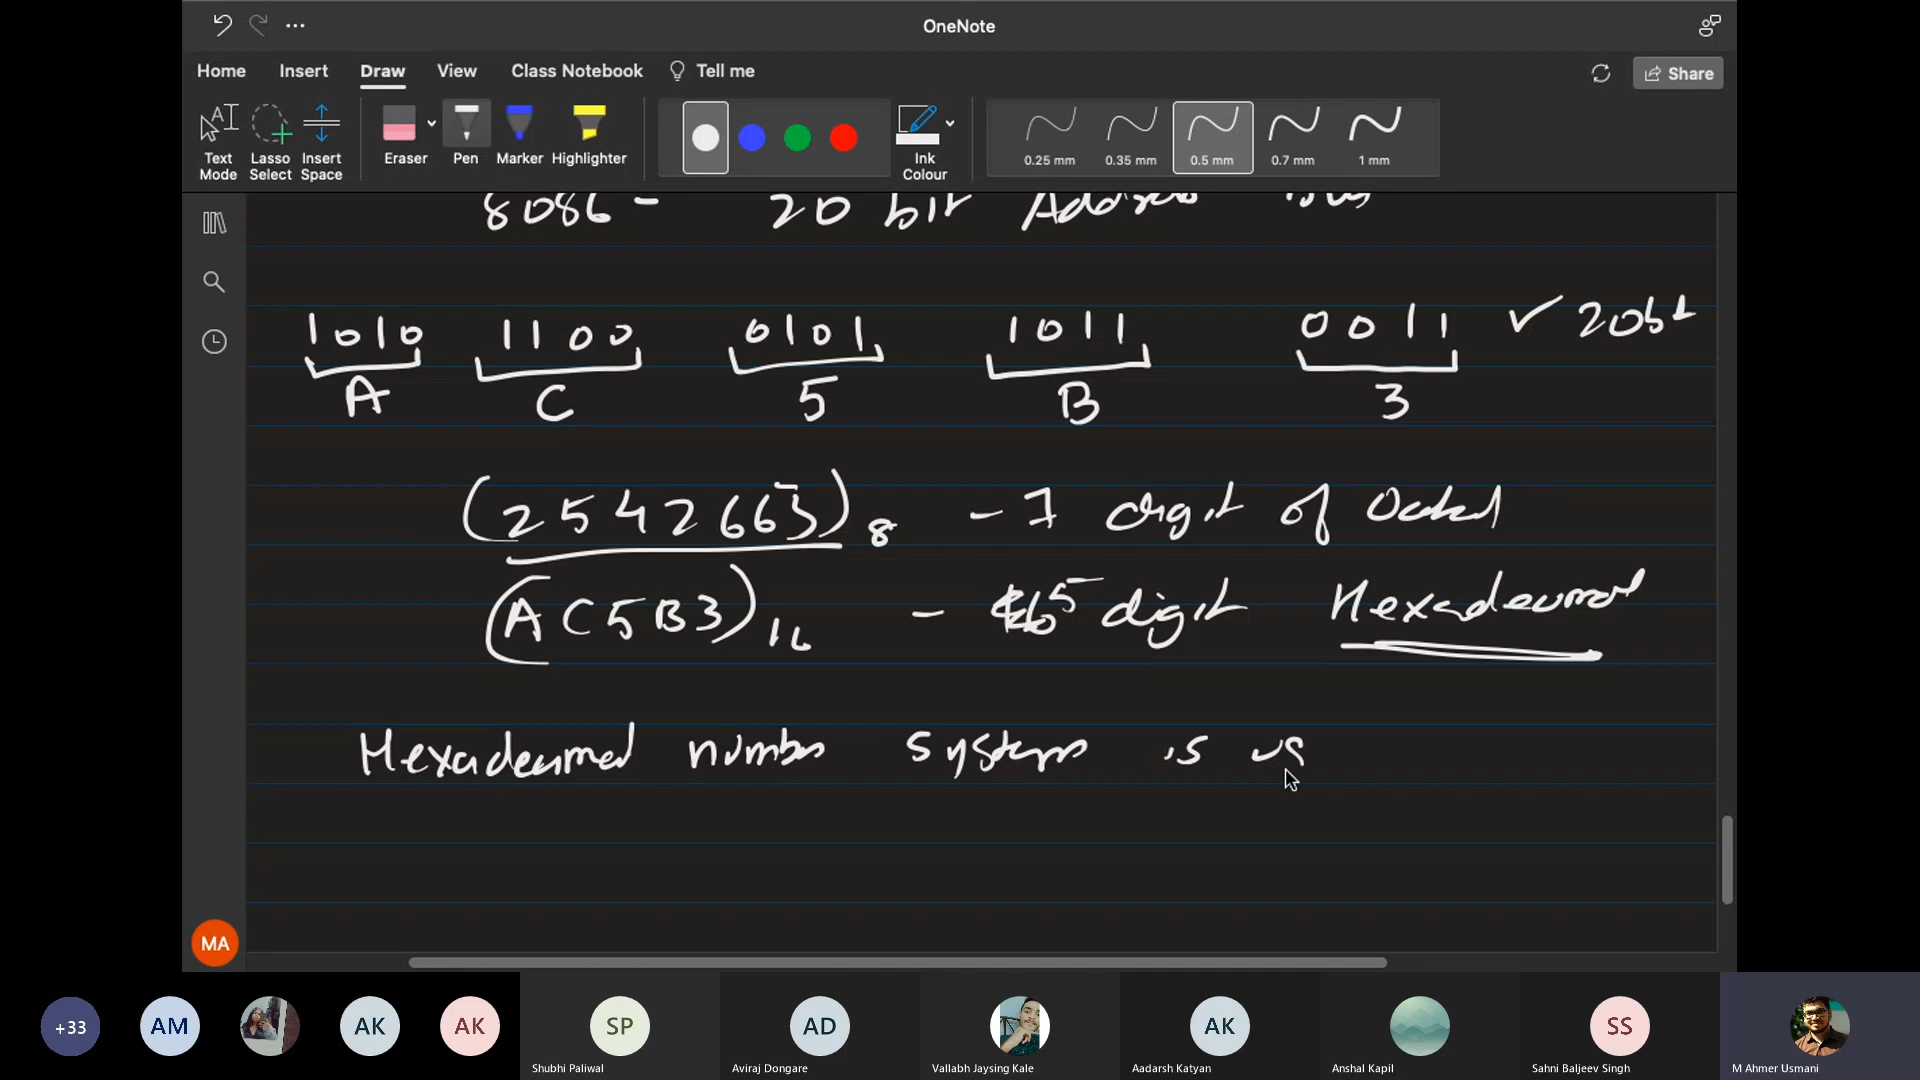 OneNote
Home Insert Draw View Class Notebook Tell me
Share
Text Mode
Lasso Select
Insert Space
Eraser
Pen
Marker
Highlighter
Ink Colour
0.25 mm
0.35 mm
0.5 mm
0.7 mm
1 mm
8086 - 20 bit Address bus
1010 1100 0101 1011 0011 ✓ 20bit
A C 5 B 3
(2542663)8 - 7 digit of Octal
(AC5B3)16 - 5 digit Hexadecimal
Hexadecimal number system is us
MA
+33
AM
AK
AK
SP
Shubhi Paliwal
AD
Aviraj Dongare
Vallabh Jaysing Kale
AK
Aadarsh Katyan
Anshal Kapil
SS
Sahni Baljeev Singh
M Ahmer Usmani